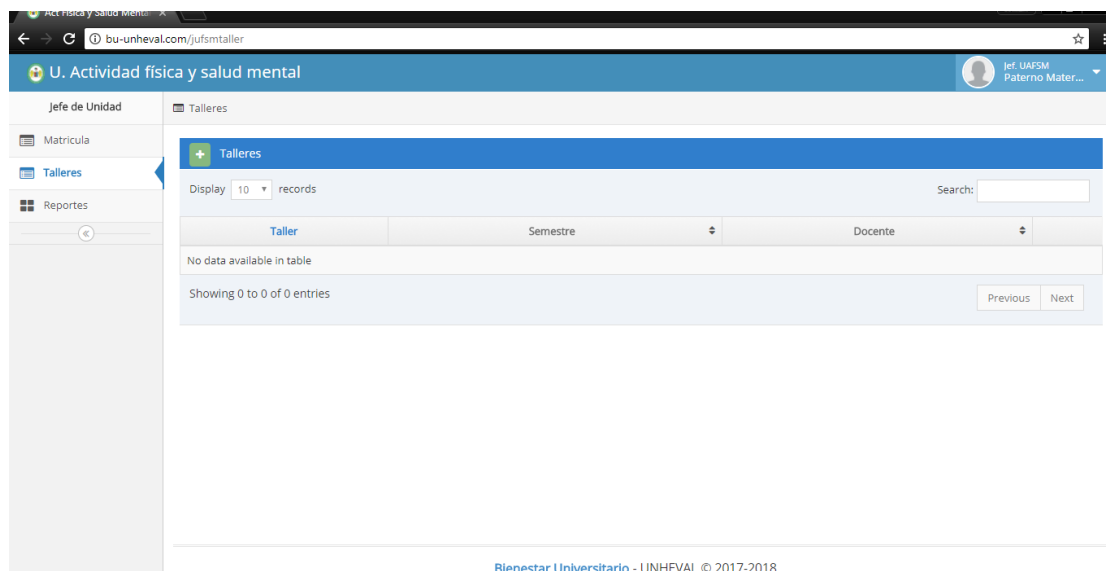 Act Física y Salud Mental
bu-unheval.com/jufsmtaller
U. Actividad física y salud mental
Jef. UAFSM
Paterno Mater...
Jefe de Unidad
Talleres
Matricula
Talleres
Reportes
Talleres
Display 10 records
Search:
Taller Semestre Docente
No data available in table
Showing 0 to 0 of 0 entries
Previous Next
Bienestar Universitario - UNHEVAL © 2017-2018